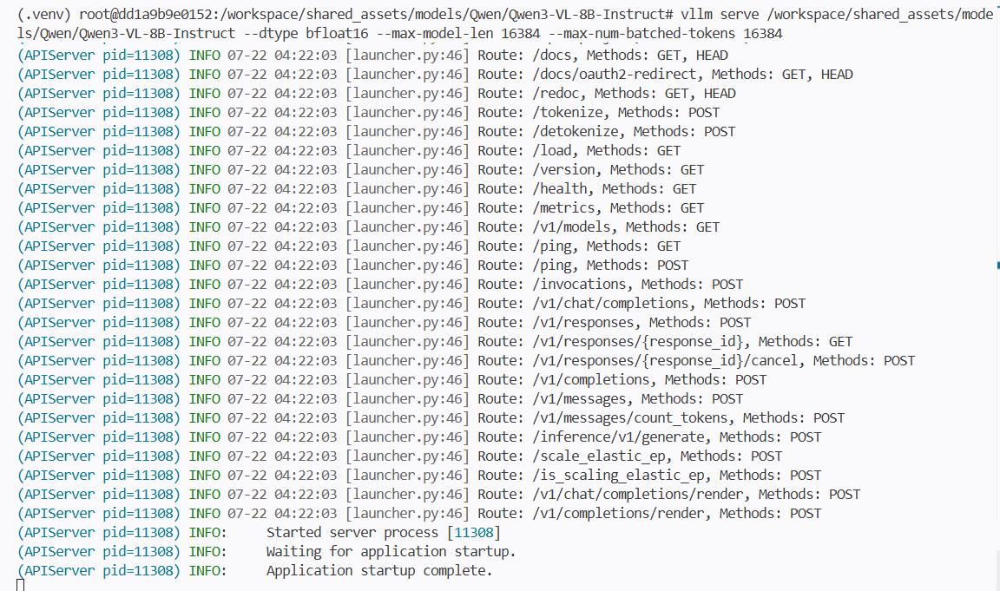 (.venv) root@dd1a9b9e0152:/workspace/shared_assets/models/Qwen/Qwen3-VL-8B-Instruct# vllm serve /workspace/shared_assets/mode
ls/Qwen/Qwen3-VL-8B-Instruct --dtype bfloat16 --max-model-len 16384 --max-num-batched-tokens 16384
(APIServer pid=11308) INFO 07-22 04:22:03 [launcher.py:46] Route: /docs, Methods: GET, HEAD
(APIServer pid=11308) INFO 07-22 04:22:03 [launcher.py:46] Route: /docs/oauth2-redirect, Methods: GET, HEAD
(APIServer pid=11308) INFO 07-22 04:22:03 [launcher.py:46] Route: /redoc, Methods: GET, HEAD
(APIServer pid=11308) INFO 07-22 04:22:03 [launcher.py:46] Route: /tokenize, Methods: POST
(APIServer pid=11308) INFO 07-22 04:22:03 [launcher.py:46] Route: /detokenize, Methods: POST
(APIServer pid=11308) INFO 07-22 04:22:03 [launcher.py:46] Route: /load, Methods: GET
(APIServer pid=11308) INFO 07-22 04:22:03 [launcher.py:46] Route: /version, Methods: GET
(APIServer pid=11308) INFO 07-22 04:22:03 [launcher.py:46] Route: /health, Methods: GET
(APIServer pid=11308) INFO 07-22 04:22:03 [launcher.py:46] Route: /metrics, Methods: GET
(APIServer pid=11308) INFO 07-22 04:22:03 [launcher.py:46] Route: /v1/models, Methods: GET
(APIServer pid=11308) INFO 07-22 04:22:03 [launcher.py:46] Route: /ping, Methods: GET
(APIServer pid=11308) INFO 07-22 04:22:03 [launcher.py:46] Route: /ping, Methods: POST
(APIServer pid=11308) INFO 07-22 04:22:03 [launcher.py:46] Route: /invocations, Methods: POST
(APIServer pid=11308) INFO 07-22 04:22:03 [launcher.py:46] Route: /v1/chat/completions, Methods: POST
(APIServer pid=11308) INFO 07-22 04:22:03 [launcher.py:46] Route: /v1/responses, Methods: POST
(APIServer pid=11308) INFO 07-22 04:22:03 [launcher.py:46] Route: /v1/responses/{response_id}, Methods: GET
(APIServer pid=11308) INFO 07-22 04:22:03 [launcher.py:46] Route: /v1/responses/{response_id}/cancel, Methods: POST
(APIServer pid=11308) INFO 07-22 04:22:03 [launcher.py:46] Route: /v1/completions, Methods: POST
(APIServer pid=11308) INFO 07-22 04:22:03 [launcher.py:46] Route: /v1/messages, Methods: POST
(APIServer pid=11308) INFO 07-22 04:22:03 [launcher.py:46] Route: /v1/messages/count_tokens, Methods: POST
(APIServer pid=11308) INFO 07-22 04:22:03 [launcher.py:46] Route: /inference/v1/generate, Methods: POST
(APIServer pid=11308) INFO 07-22 04:22:03 [launcher.py:46] Route: /scale_elastic_ep, Methods: POST
(APIServer pid=11308) INFO 07-22 04:22:03 [launcher.py:46] Route: /is_scaling_elastic_ep, Methods: POST
(APIServer pid=11308) INFO 07-22 04:22:03 [launcher.py:46] Route: /v1/chat/completions/render, Methods: POST
(APIServer pid=11308) INFO 07-22 04:22:03 [launcher.py:46] Route: /v1/completions/render, Methods: POST
(APIServer pid=11308) INFO:     Started server process [11308]
(APIServer pid=11308) INFO:     Waiting for application startup.
(APIServer pid=11308) INFO:     Application startup complete.